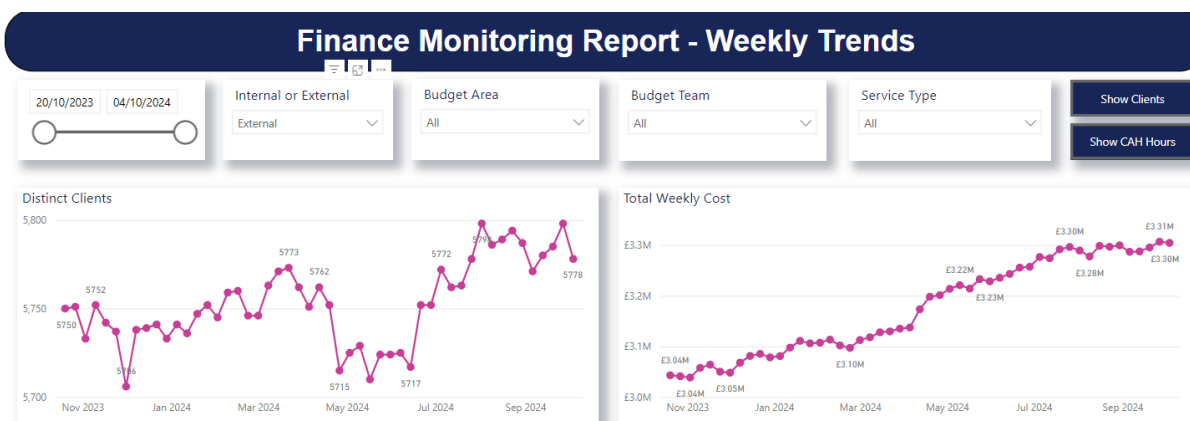 Finance Monitoring Report - Weekly Trends
20/10/2023 04/10/2024
Internal or External
External
Budget Area
All
Budget Team
All
Service Type
All
Show Clients
Show CAH Hours
Distinct Clients
5,800
5,750
5,700
5750
5752
5773
5762
5715
5717
5772
5778
Nov 2023 Jan 2024 Mar 2024 May 2024 Jul 2024 Sep 2024
Total Weekly Cost
£3.3M
£3.2M
£3.1M
£3.0M
£3.04M
£3.04M
£3.05M
£3.10M
£3.22M
£3.23M
£3.30M
£3.28M
£3.31M
£3.30M
Nov 2023 Jan 2024 Mar 2024 May 2024 Jul 2024 Sep 2024